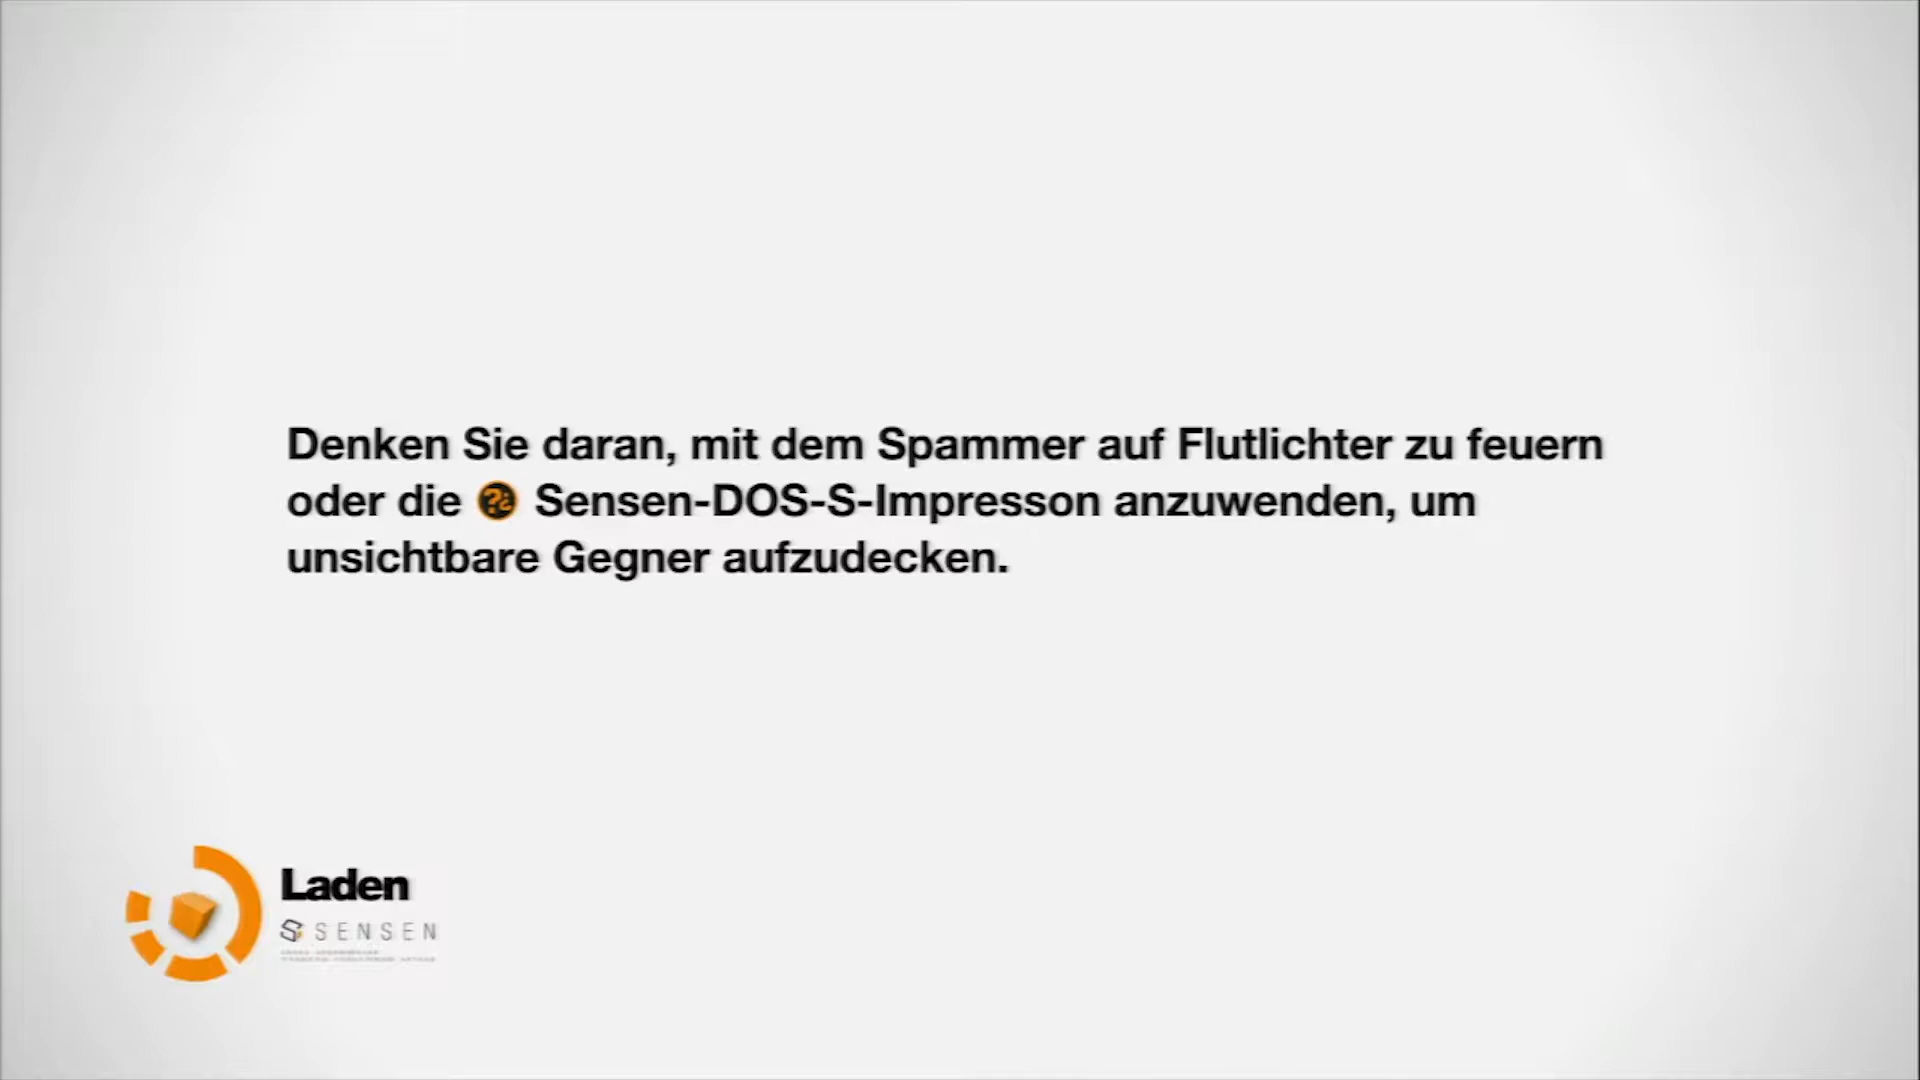 Denken Sie daran, mit dem Spammer auf Flutlichter zu feuern
oder die Sensen-DOS-S-Impresson anzuwenden, um
unsichtbare Gegner aufzudecken.
Laden
SENSEN